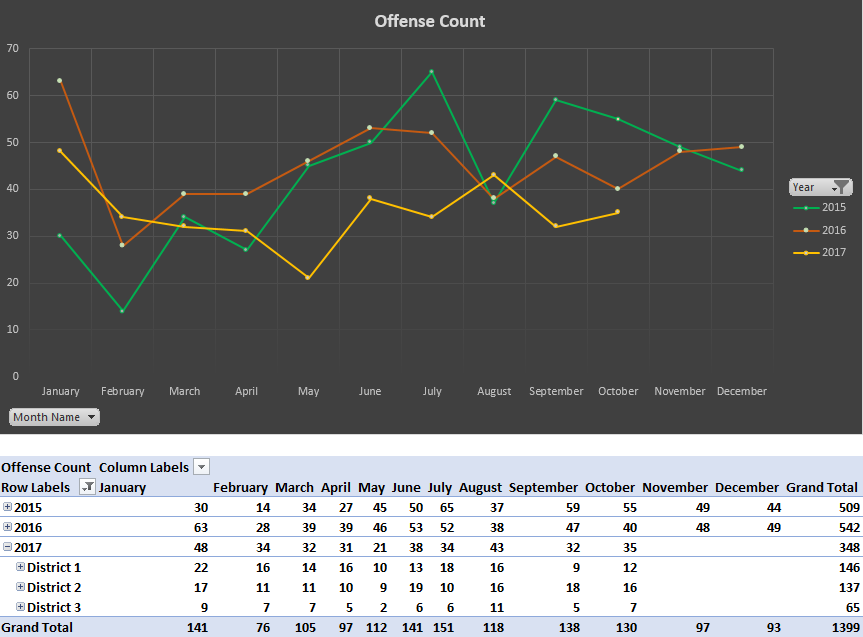 Offense Count
70
60
50
40
30
20
10
0
January February March April May June July August September October November December
Year
2015
2016
2017
Month Name
Offense Count Column Labels
Row Labels January February March April May June July August September October November December Grand Total
2015 30 14 34 27 45 50 65 37 59 55 49 44 509
2016 63 28 39 39 46 53 52 38 47 40 48 49 542
2017 48 34 32 31 21 38 34 43 32 35 348
District 1 22 16 14 16 10 13 18 16 9 12 146
District 2 17 11 11 10 9 19 10 16 18 16 137
District 3 9 7 7 5 2 6 6 11 5 7 65
Grand Total 141 76 105 97 112 141 151 118 138 130 97 93 1399